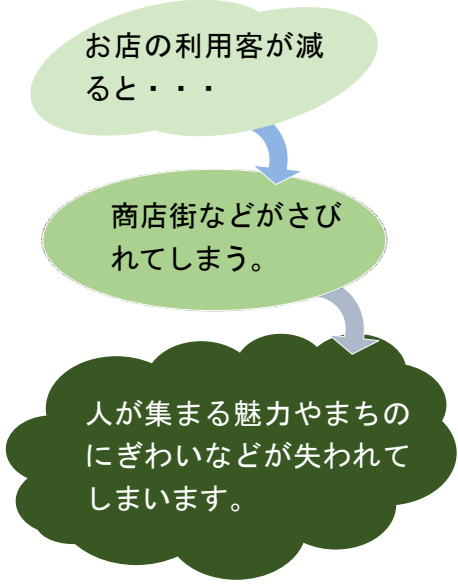 お店の利用客が減
ると・・・
商店街などがさび
れてしまう。
人が集まる魅力やまちの
にぎわいなどが失われて
しまいます。